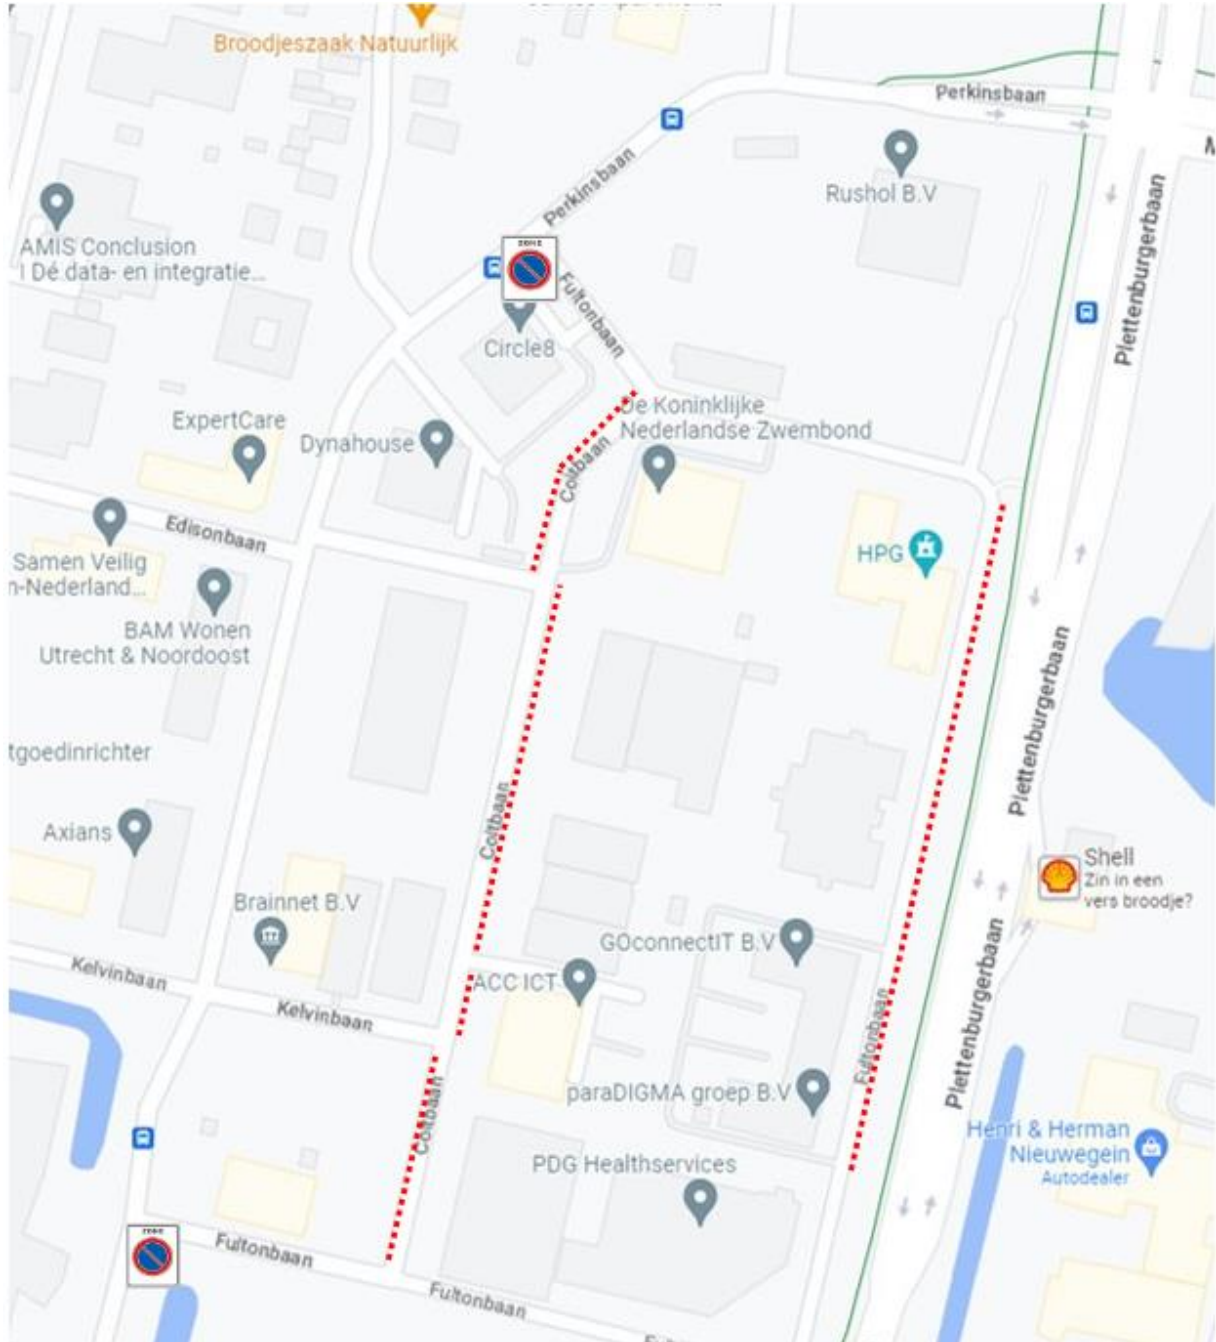 Broodjeszaak Natuurlijk
Perkinsbaan
Perkinsbaan
Rushol B.V
AMIS Conclusion
| Dé data- en integratie...
Plettenburgerbaan
ZONE
Fultonbaan
Circle8
De Koninklijke
Nederlandse Zwembond
ExpertCare
Dynahouse
Coltbaan
Edisonbaan
HPG
Samen Veilig
n-Nederland...
BAM Wonen
Utrecht & Noordoost
Plettenburgerbaan
tgoedinrichter
Coltbaan
Axians
Shell
Zin in een
vers broodje?
Brainnet B.V
GOconnectIT B.V
Kelvinbaan
ACC ICT
Kelvinbaan
Fultonbaan
Plettenburgerbaan
paraDIGMA groep B.V
Coltbaan
Henri & Herman
Nieuwegein
Autodealer
PDG Healthservices
ZONE
Fultonbaan
Fultonbaan